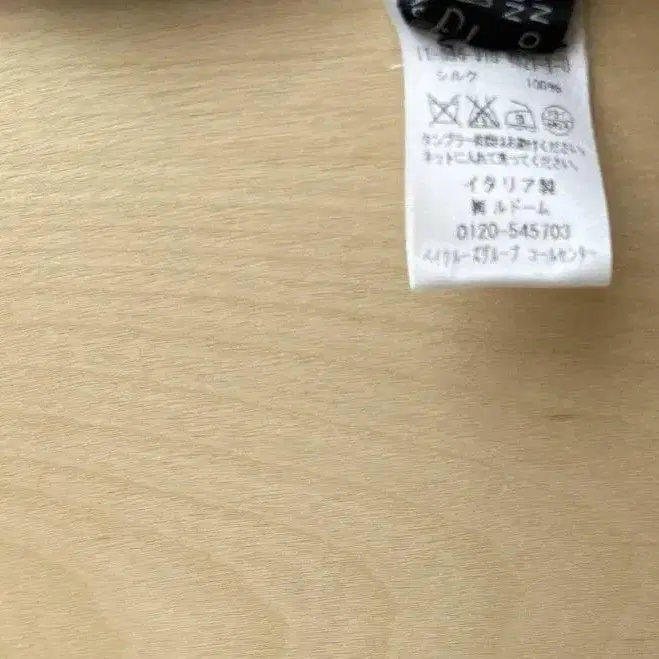 ZZ
DI
O
シルク 100%
タンブラー乾燥はお避けください。
ネットに入れて洗ってください。
イタリア製
㈱ ルドーム
0120-545703
ベイクルーズグループ コールセンター